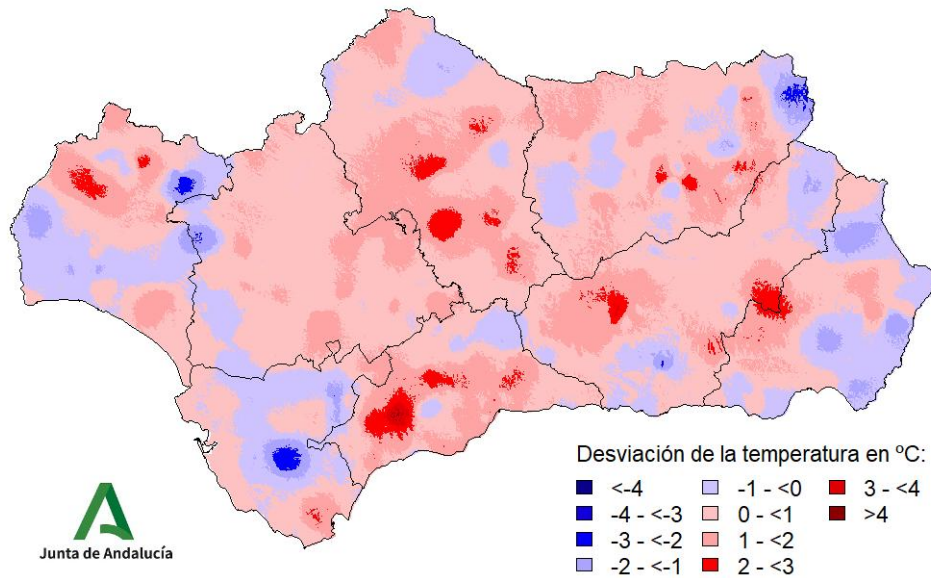 Desviación de la temperatura en ºC:
<-4 -1 - <0 3 - <4
-4 - <-3 0 - <1 >4
-3 - <-2 1 - <2
-2 - <-1 2 - <3
Junta de Andalucía